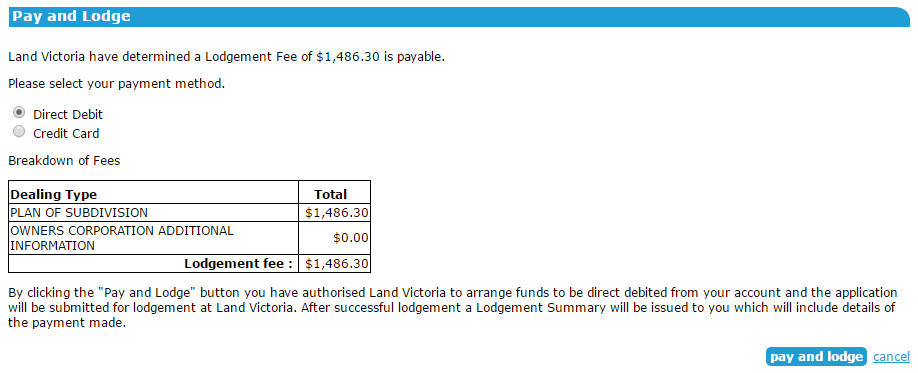 Pay and Lodge
Land Victoria have determined a Lodgement Fee of $1,486.30 is payable.
Please select your payment method.
Direct Debit
Credit Card
Breakdown of Fees
Dealing Type Total
PLAN OF SUBDIVISION $1,486.30
OWNERS CORPORATION ADDITIONAL
INFORMATION $0.00
Lodgement fee : $1,486.30
By clicking the "Pay and Lodge" button you have authorised Land Victoria to arrange funds to be direct debited from your account and the application
will be submitted for lodgement at Land Victoria. After successful lodgement a Lodgement Summary will be issued to you which will include details of
the payment made.
pay and lodge cancel